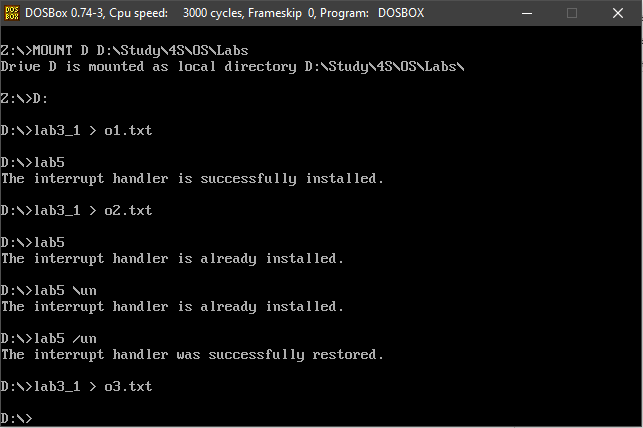 DOS
BOX
DOSBox 0.74-3, Cpu speed: 3000 cycles, Frameskip 0, Program: DOSBOX
Z:\>MOUNT D D:\Study\4S\OS\Labs
Drive D is mounted as local directory D:\Study\4S\OS\Labs\
Z:\>D:
D:\>lab3_1 > o1.txt
D:\>lab5
The interrupt handler is successfully installed.
D:\>lab3_1 > o2.txt
D:\>lab5
The interrupt handler is already installed.
D:\>lab5 \un
The interrupt handler is already installed.
D:\>lab5 /un
The interrupt handler was successfully restored.
D:\>lab3_1 > o3.txt
D:\>